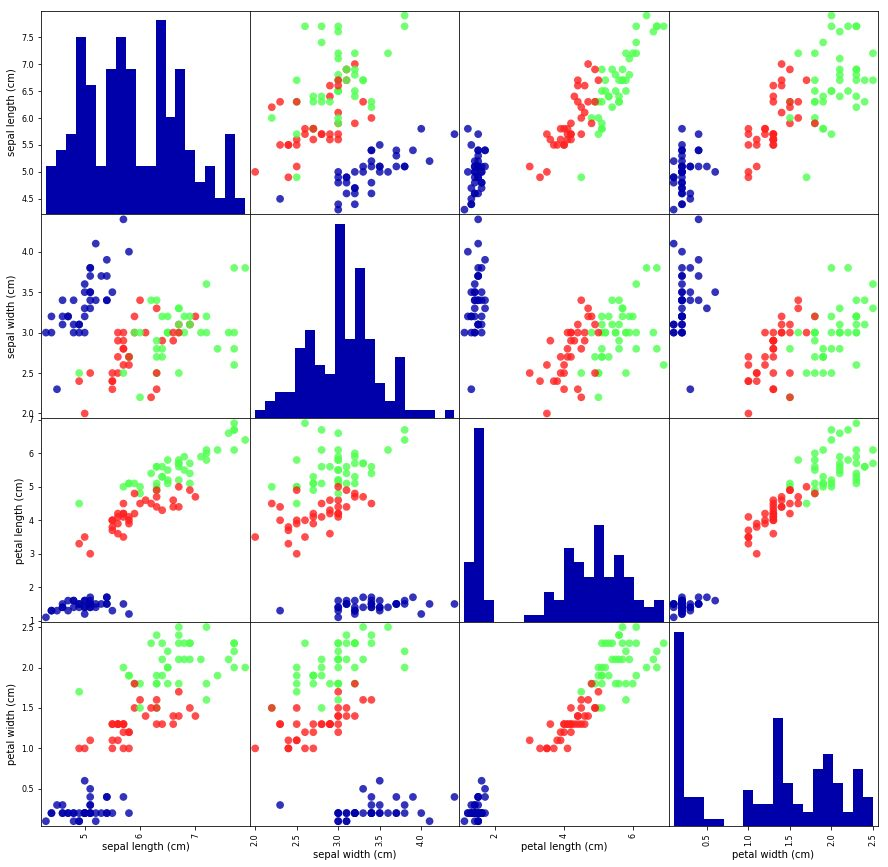 sepal length (cm)
7.5
7.0
6.5
6.0
5.5
5.0
4.5
sepal width (cm)
4.0
3.5
3.0
2.5
2.0
petal length (cm)
7
6
5
4
3
2
1
petal width (cm)
2.5
2.0
1.5
1.0
0.5
5 6 7
sepal length (cm)
2.0 2.5 3.0 3.5 4.0
sepal width (cm)
2 4 6
petal length (cm)
0.5 1.0 1.5 2.0 2.5
petal width (cm)